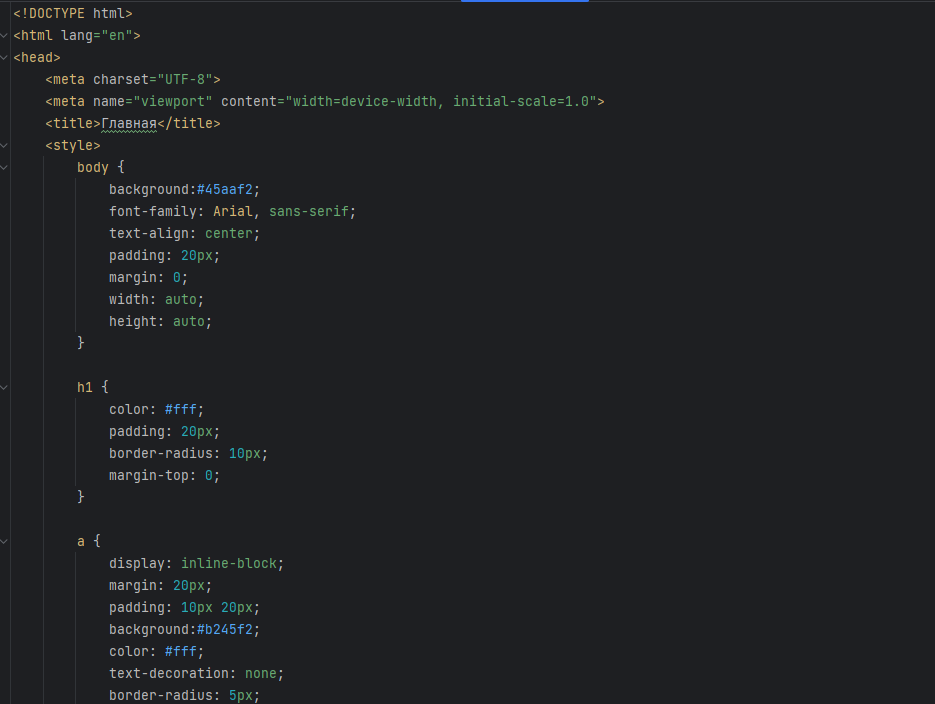 <!DOCTYPE html>
<html lang="en">
<head>
    <meta charset="UTF-8">
    <meta name="viewport" content="width=device-width, initial-scale=1.0">
    <title>Главная</title>
    <style>
        body {
            background:#45aaf2;
            font-family: Arial, sans-serif;
            text-align: center;
            padding: 20px;
            margin: 0;
            width: auto;
            height: auto;
        }

        h1 {
            color: #fff;
            padding: 20px;
            border-radius: 10px;
            margin-top: 0;
        }

        a {
            display: inline-block;
            margin: 20px;
            padding: 10px 20px;
            background:#b245f2;
            color: #fff;
            text-decoration: none;
            border-radius: 5px;